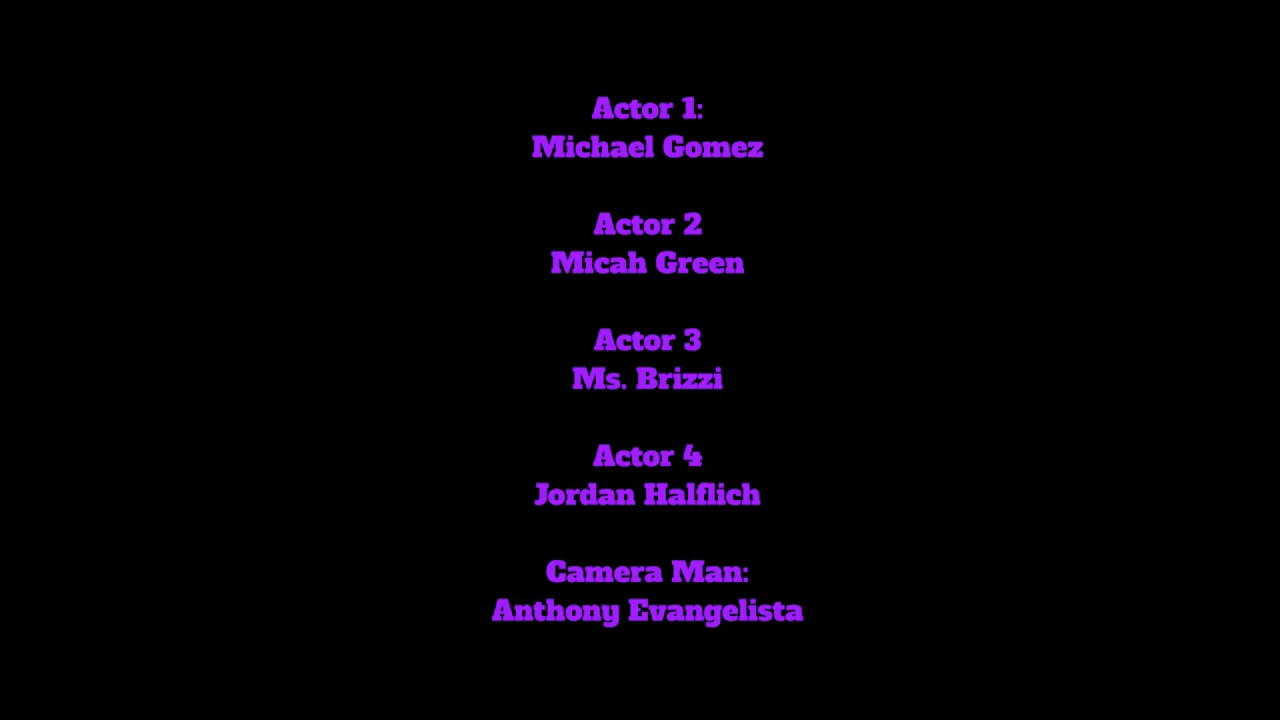 Actor 1:
Michael Gomez
Actor 2
Micah Green
Actor 3
Ms. Brizzi
Actor 4
Jordan Halflich
Camera Man:
Anthony Evangelista